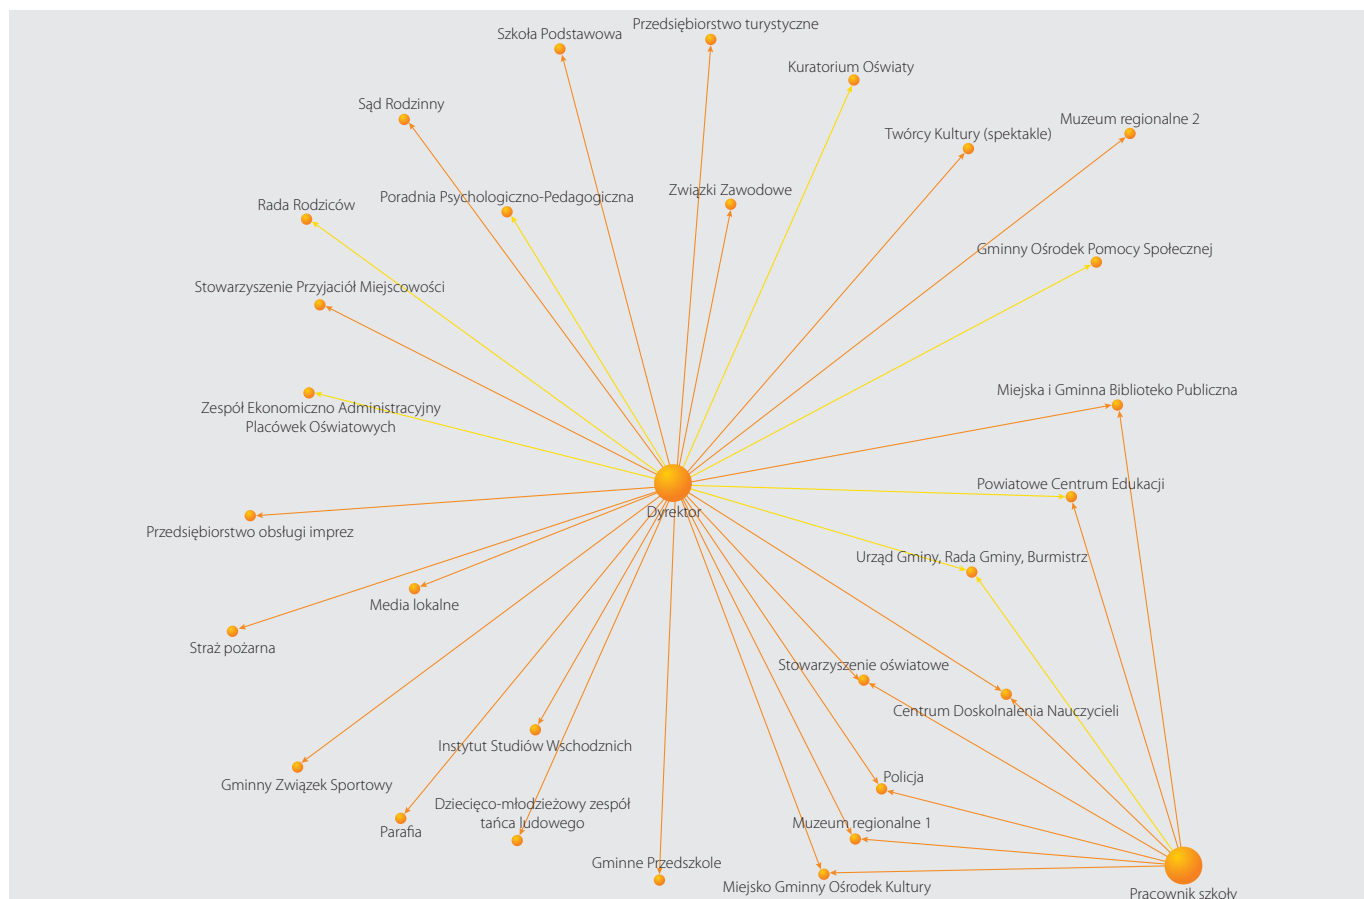 Przedsiębiorstwo turystyczne
Szkoła Podstawowa
Kuratorium Oświaty
Sąd Rodzinny
Muzeum regionalne 2
Twórcy Kultury (spektakle)
Związki Zawodowe
Poradnia Psychologiczno-Pedagogiczna
Rada Rodziców
Gminny Ośrodek Pomocy Społecznej
Stowarzyszenie Przyjaciół Miejscowości
Miejska i Gminna Biblioteko Publiczna
Zespół Ekonomiczno Administracyjny
Placówek Oświatowych
Powiatowe Centrum Edukacji
Dyrektor
Przedsiębiorstwo obsługi imprez
Urząd Gminy, Rada Gminy, Burmistrz
Media lokalne
Straż pożarna
Stowarzyszenie oświatowe
Centrum Doskolnalenia Nauczycieli
Instytut Studiów Wschodznich
Policja
Gminny Związek Sportowy
Dziecięco-młodzieżowy zespół
tańca ludowego
Muzeum regionalne 1
Parafia
Gminne Przedszkole
Miejsko Gminny Ośrodek Kultury
Pracownik szkoły